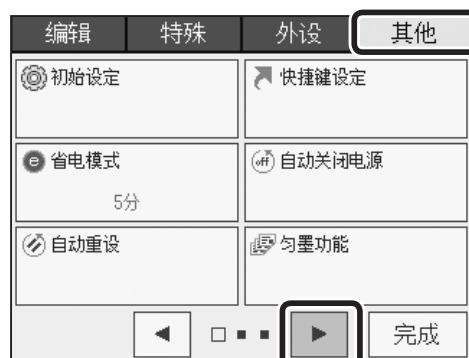 编辑 特殊 外设 其他
初始设定 快捷键设定
省电模式 自动关闭电源
5分
自动重设 匀墨功能
完成